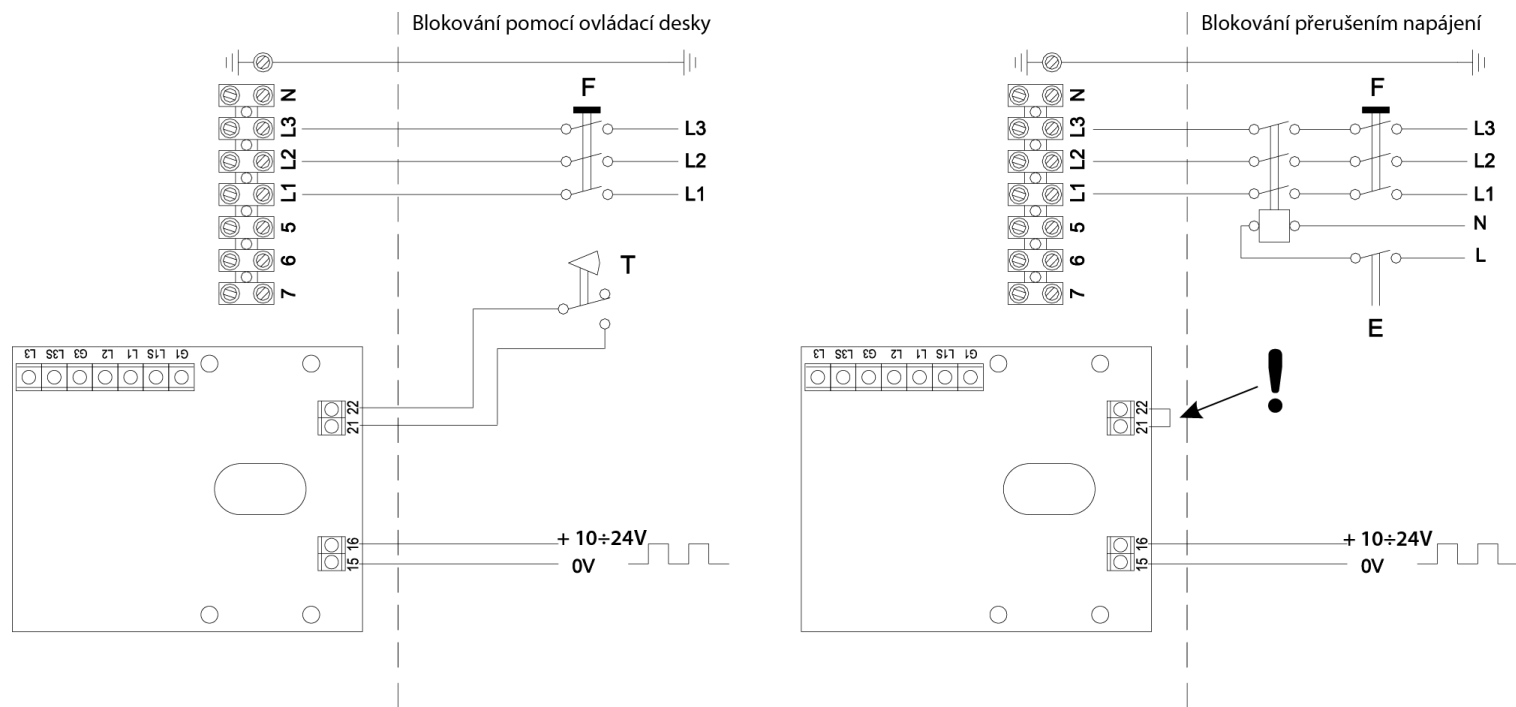 Blokování pomocí ovládací desky
F
N
L3
L2
L1
5
6
7
L3
L2
L1
T
L3
L3S
G3
L2
L1
L1S
G1
22
21
16
15
+ 10÷24V
0V
Blokování přerušením napájení
F
N
L3
L2
L1
5
6
7
L3
L2
L1
N
L
E
!
L3
L3S
G3
L2
L1
L1S
G1
22
21
16
15
+ 10÷24V
0V